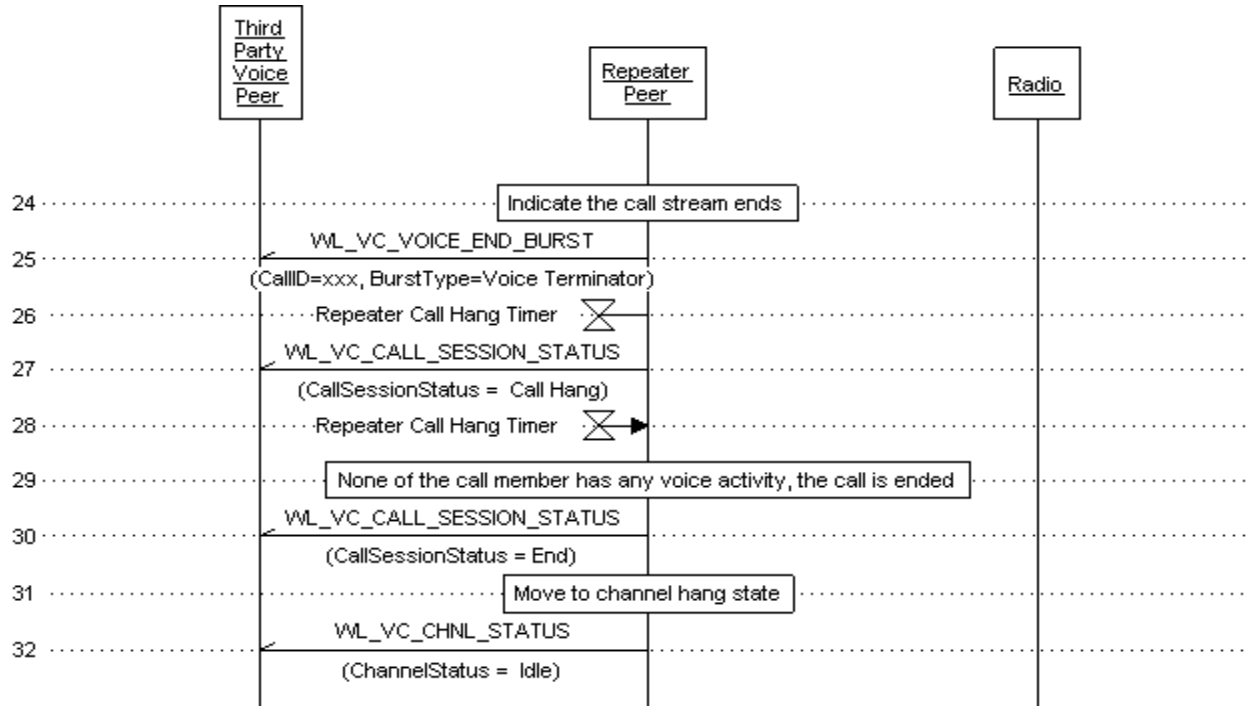 Third
Party
Voice
Peer
Repeater
Peer
Radio
24 Indicate the call stream ends
WL_VC_VOICE_END_BURST
25
(CallID=xxx, BurstType=Voice Terminator)
26 Repeater Call Hang Timer
WL_VC_CALL_SESSION_STATUS
27
(CallSessionStatus = Call Hang)
28 Repeater Call Hang Timer
29 None of the call member has any voice activity, the call is ended
WL_VC_CALL_SESSION_STATUS
30
(CallSessionStatus = End)
31 Move to channel hang state
WL_VC_CHNL_STATUS
32
(ChannelStatus = Idle)